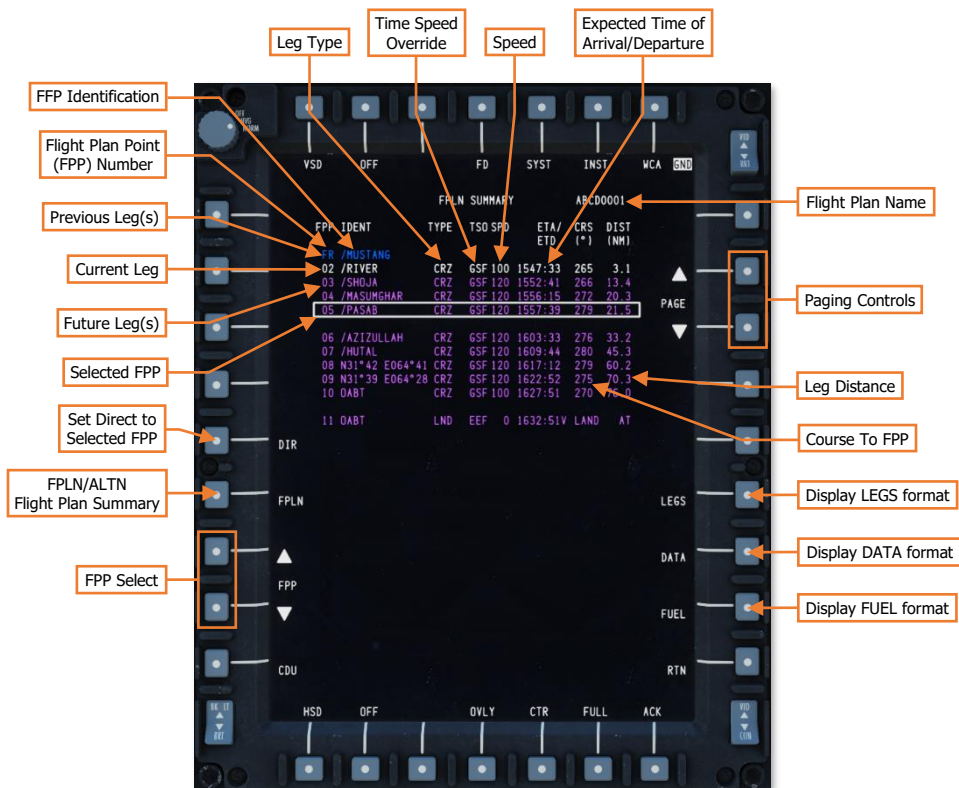 Leg Type
Time Speed
Override
Speed
Expected Time of
Arrival/Departure
FFP Identification
Flight Plan Point
(FPP) Number
Previous Leg(s)
Current Leg
Future Leg(s)
Selected FPP
Set Direct to
Selected FPP
FPLN/ALTN
Flight Plan Summary
FPP Select
Flight Plan Name
Paging Controls
Leg Distance
Course To FPP
Display LEGS format
Display DATA format
Display FUEL format
OFF
NVG
NORM
VID
BRT
VSD OFF FD SYST INST WCA GND
FPLN SUMMARY ABCD0001
FPP IDENT TYPE TSO SPD ETA/ CRS DIST
ETD (°) (NM)
FR /MUSTANG
02 /RIVER CRZ GSF 100 1547:33 265 3.1
03 /SHOJA CRZ GSF 120 1552:41 266 13.4
04 /MASUMGHAR CRZ GSF 120 1556:15 272 20.3
05 /PASAB CRZ GSF 120 1557:39 279 21.5
06 /AZIZULLAH CRZ GSF 120 1603:33 276 33.2
07 /HUTAL CRZ GSF 120 1609:44 280 45.3
08 N31°42 E064°41 CRZ GSF 120 1617:12 279 60.2
09 N31°39 E064°28 CRZ GSF 120 1622:52 275 70.3
10 OABT CRZ GSF 100 1627:51 270
11 OABT LND EEF 0 1632:51V LAND AT
PAGE
DIR
FPLN
FPP
CDU
LEGS
DATA
FUEL
RTN
BK LT
BRT
VID
CON
HSD OFF OVLY CTR FULL ACK